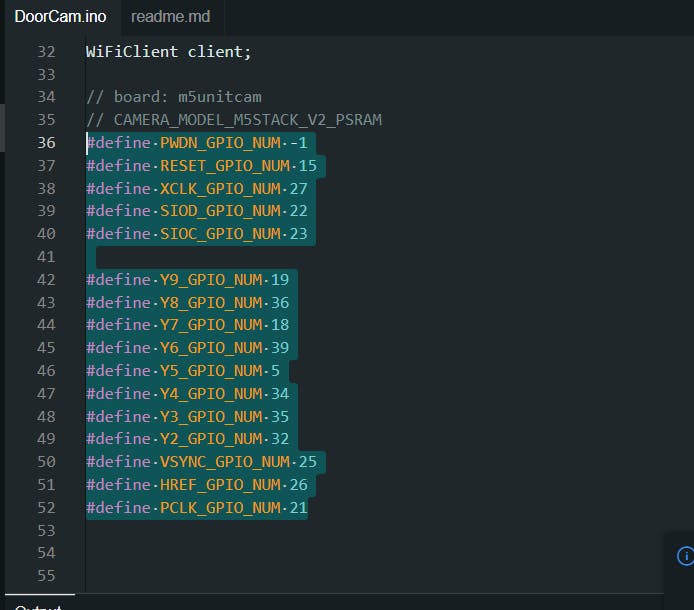 DoorCam.ino readme.md
32 WiFiClient client;
33
34 // board: m5unitcam
35 // CAMERA_MODEL_M5STACK_V2_PSRAM
36 #define PWDN_GPIO_NUM -1
37 #define RESET_GPIO_NUM 15
38 #define XCLK_GPIO_NUM 27
39 #define SIOD_GPIO_NUM 22
40 #define SIOC_GPIO_NUM 23
41
42 #define Y9_GPIO_NUM 19
43 #define Y8_GPIO_NUM 36
44 #define Y7_GPIO_NUM 18
45 #define Y6_GPIO_NUM 39
46 #define Y5_GPIO_NUM 5
47 #define Y4_GPIO_NUM 34
48 #define Y3_GPIO_NUM 35
49 #define Y2_GPIO_NUM 32
50 #define VSYNC_GPIO_NUM 25
51 #define HREF_GPIO_NUM 26
52 #define PCLK_GPIO_NUM 21
53
54
55
Output